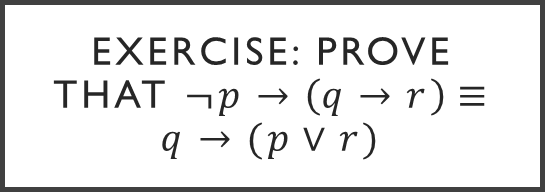 EXERCISE: PROVE
THAT ¬p → (q → r) ≡
q → (p ∨ r)